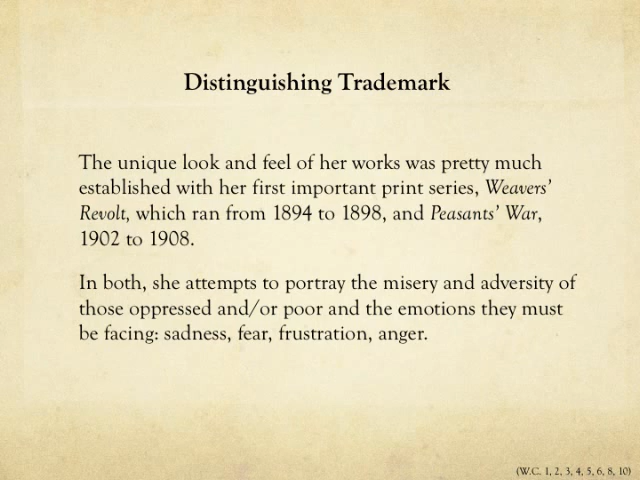 Distinguishing Trademark
The unique look and feel of her works was pretty much
established with her first important print series, Weavers’
Revolt, which ran from 1894 to 1898, and Peasants’ War,
1902 to 1908.
In both, she attempts to portray the misery and adversity of
those oppressed and/or poor and the emotions they must
be facing: sadness, fear, frustration, anger.
(W.C. 1, 2, 3, 4, 5, 6, 8, 10)